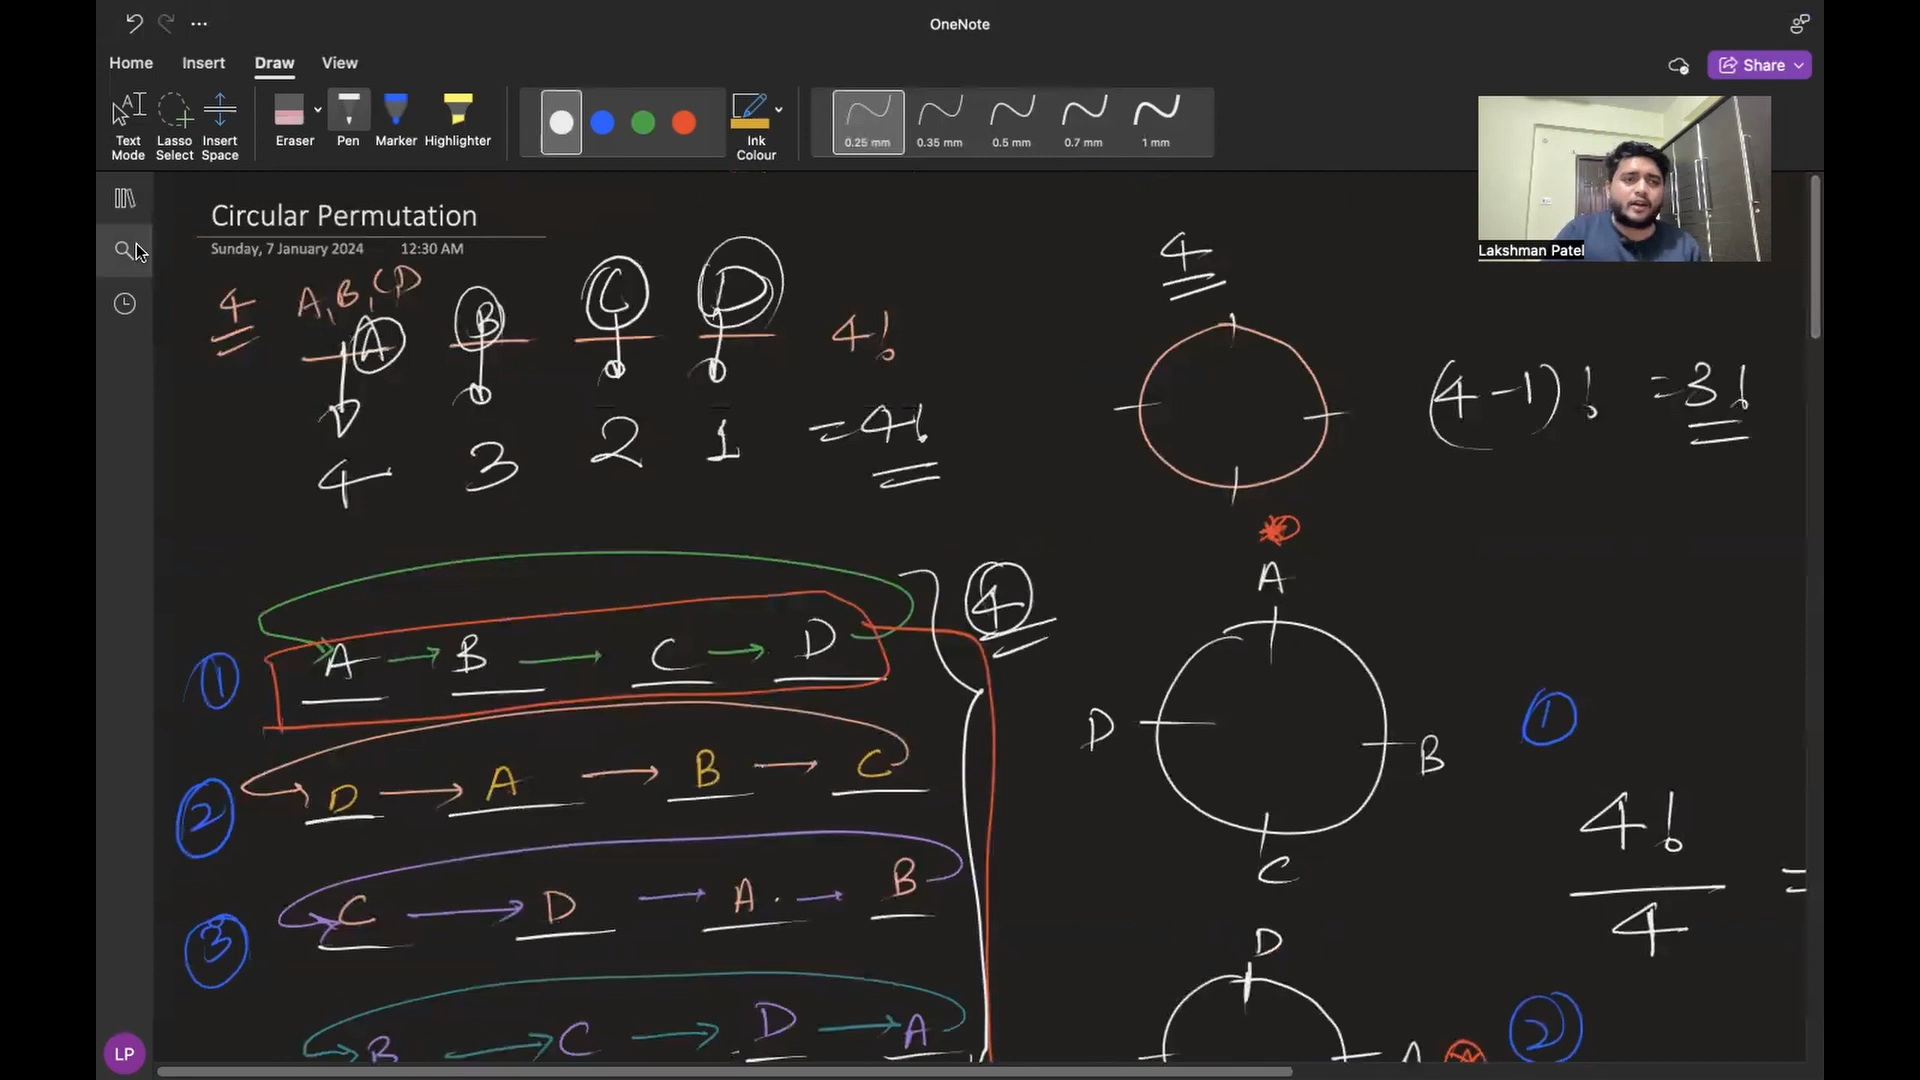 OneNote
Home Insert Draw View
Share
Text Mode
Lasso Select
Insert Space
Eraser
Pen
Marker
Highlighter
Ink Colour
0.25 mm 0.35 mm 0.5 mm 0.7 mm 1 mm
Lakshman Patel
Circular Permutation
Sunday, 7 January 2024 12:30 AM
4 A, B, C D
A B C D 4!
4 3 2 1 = 4!
4
(4-1)! = 3!
① A → B → C → D
④
② D → A → B → C
③ C → D → A → B
B → C → D → A
A
D
B
C
①
4!
4
=
D
A
②
LP